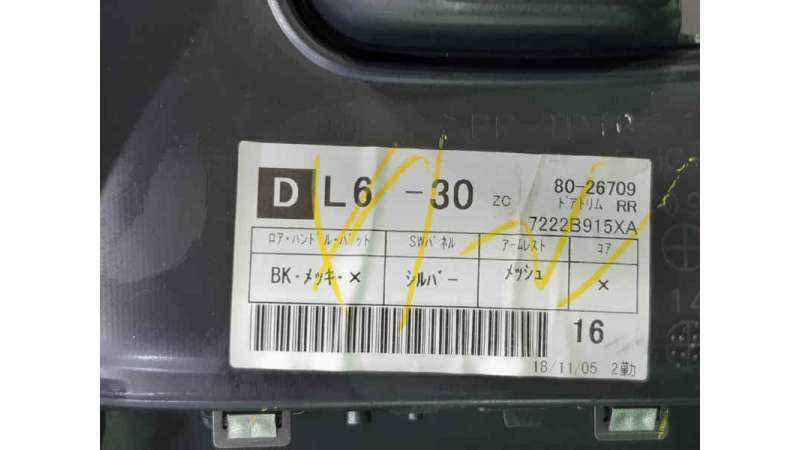 D L6 -30 ZC 80-26709
ドアトリム RR
7222B915XA
ロア・ハンドル・ポケット SWパネル アームレスト コア
BK-メッキ-× シルバー メッシュ ×
16
18/11/05 2勤